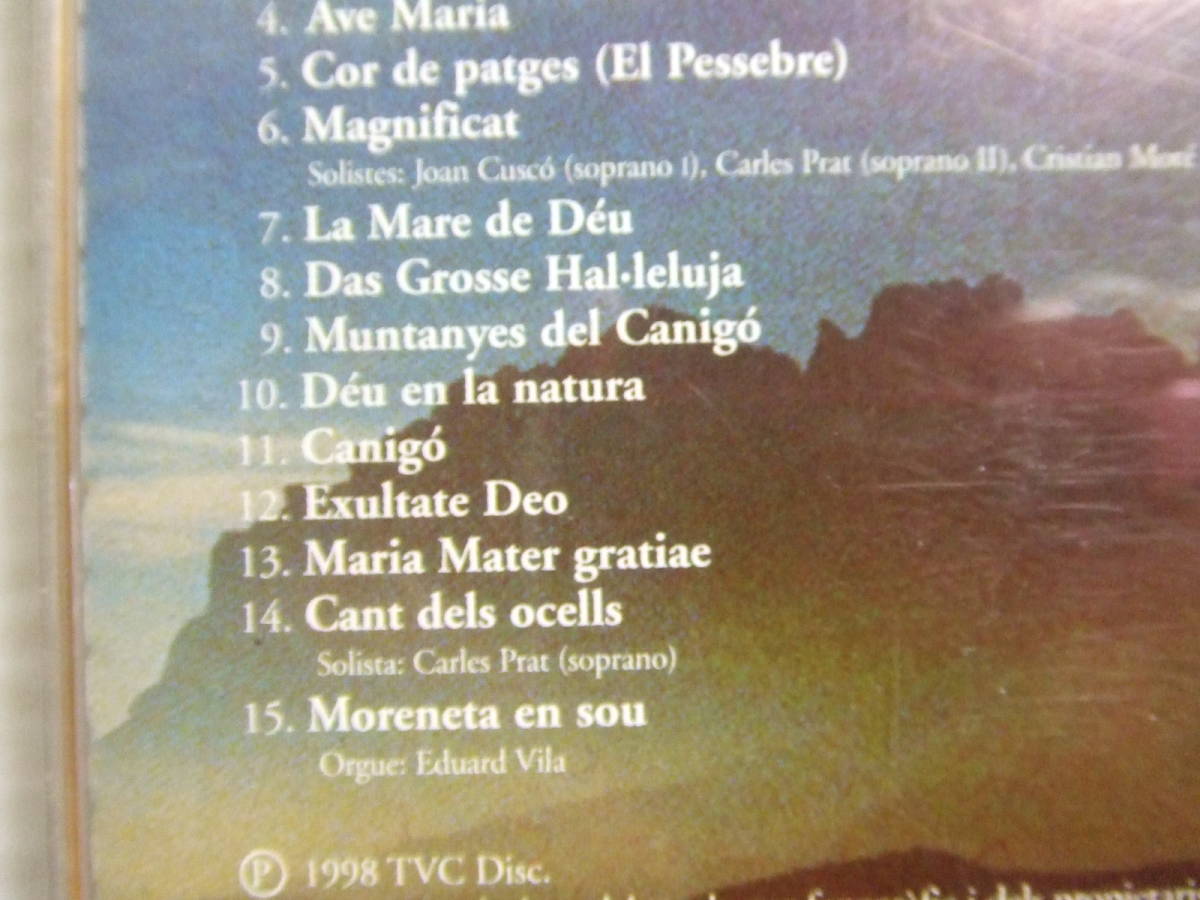 4. Ave Maria
5. Cor de patges (El Pessebre)
6. Magnificat
Solistes: Joan Cuscó (soprano I), Carles Prat (soprano II), Cristian
7. La Mare de Déu
8. Das Grosse Hal·leluja
9. Muntanyes del Canigó
10. Déu en la natura
11. Canigó
12. Exultate Deo
13. Maria Mater gratiae
14. Cant dels ocells
Solista: Carles Prat (soprano)
15. Moreneta en sou
Orgue: Eduard Vila
Ⓟ 1998 TVC Disc.
i dels